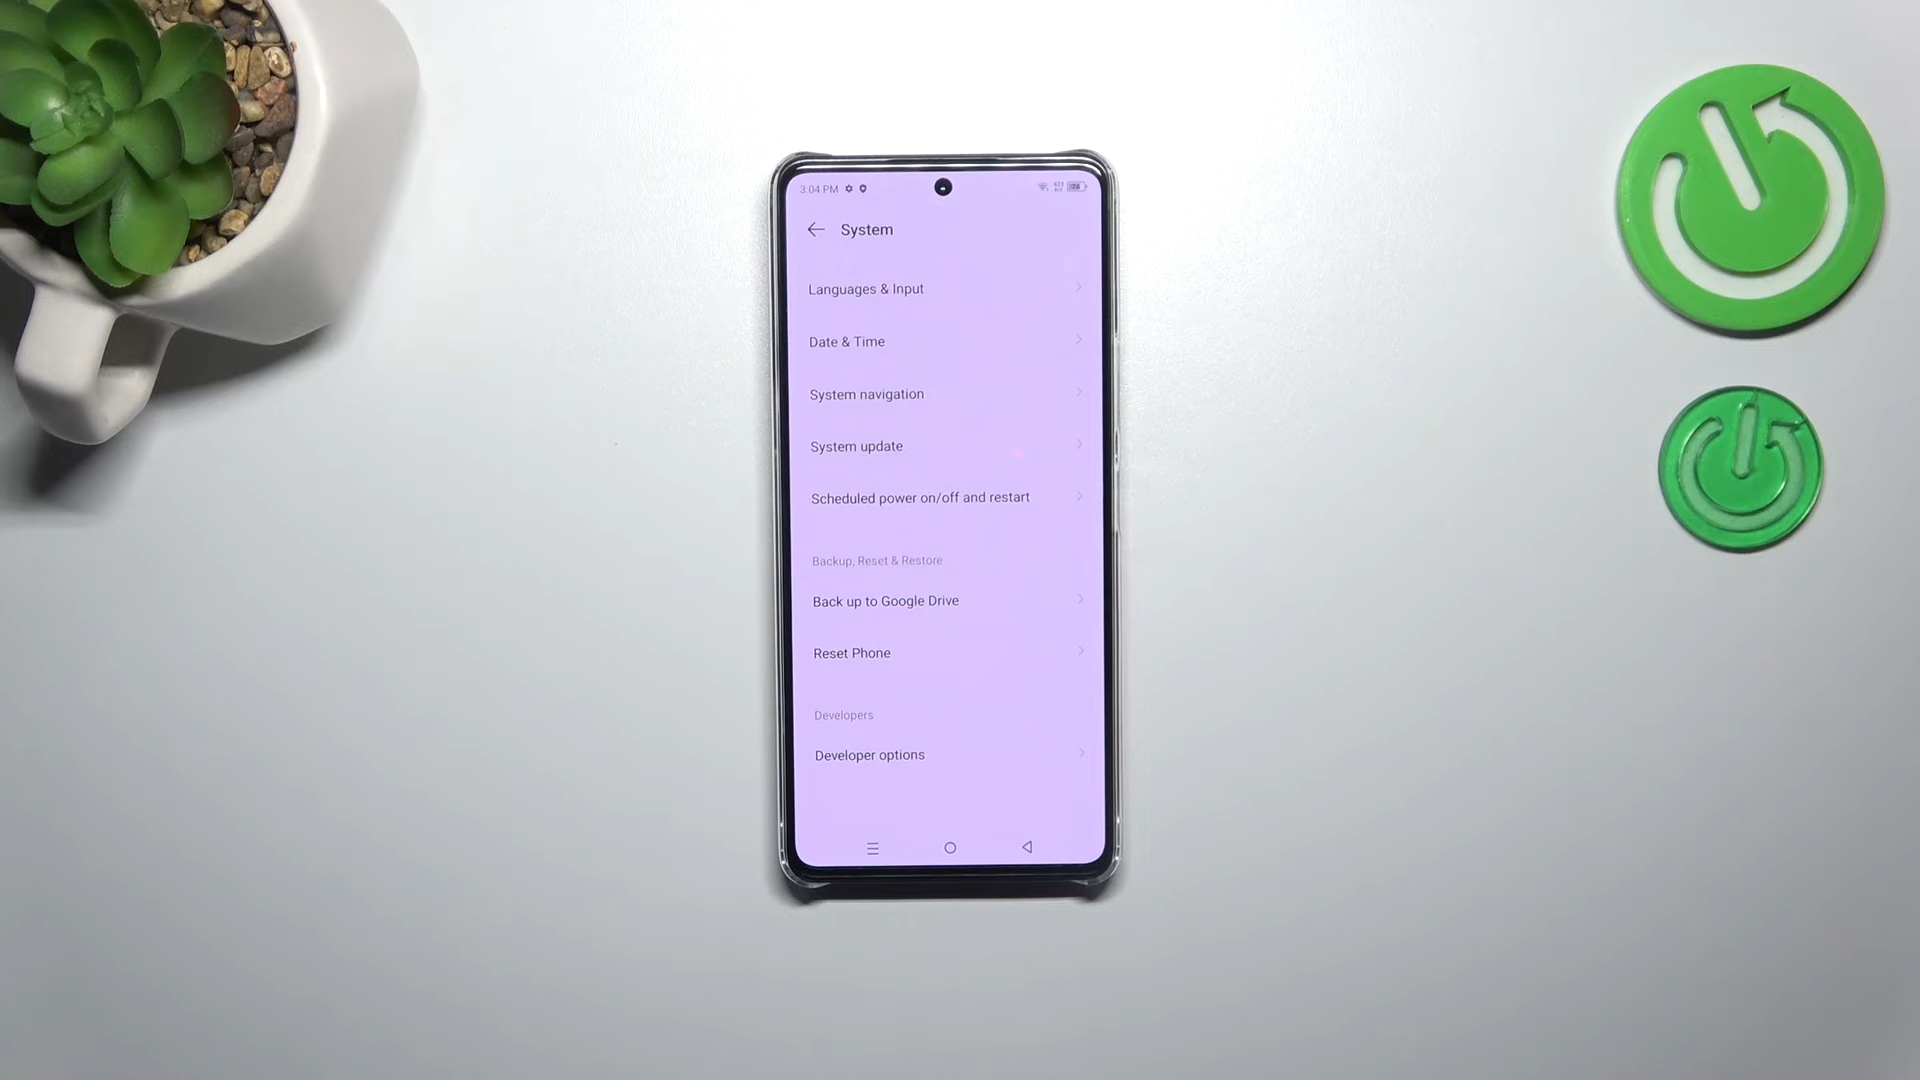 3:04 PM
System
Languages & Input
Date & Time
System navigation
System update
Scheduled power on/off and restart
Backup, Reset & Restore
Back up to Google Drive
Reset Phone
Developers
Developer options